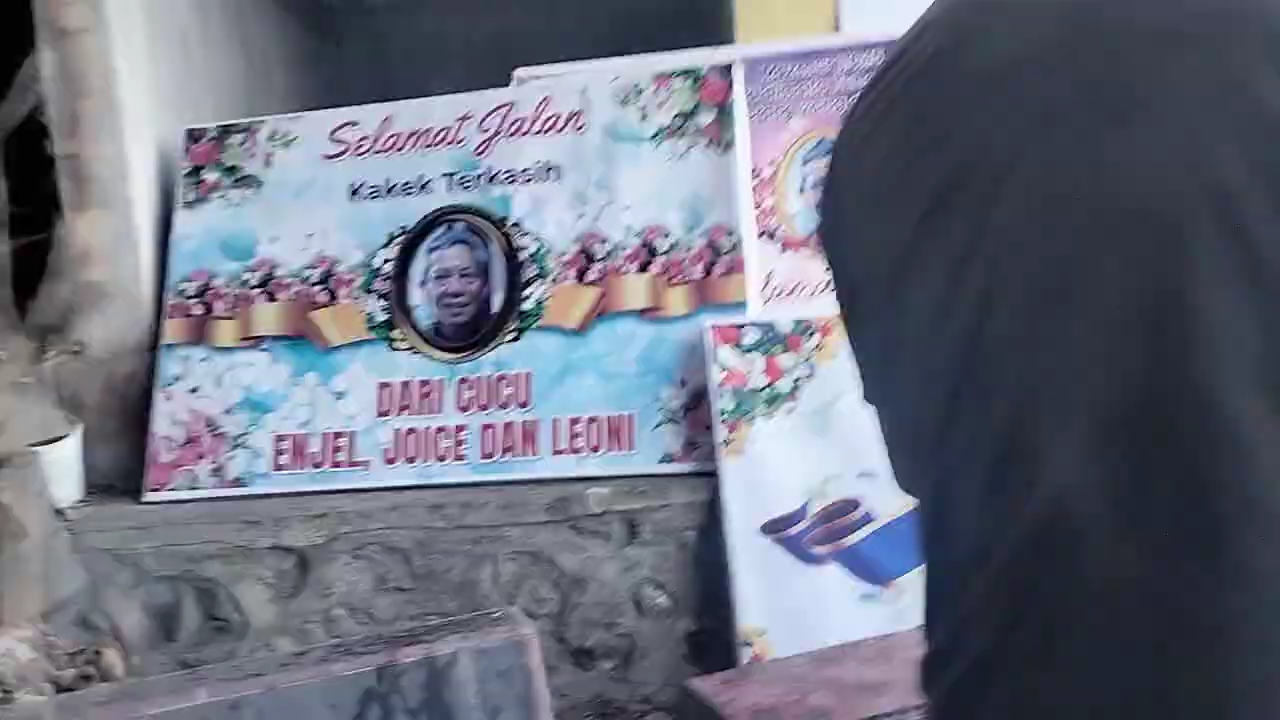 Selamat Jalan
Kakek Terkasih
DARI CUCU
ENJEL, JOICE DAN LEONI